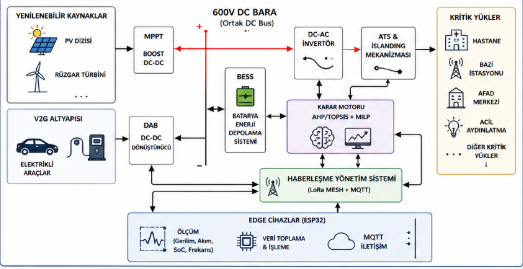 YENİLENEBİLİR KAYNAKLAR
PV DİZİSİ
RÜZGAR TÜRBİNİ
V2G ALTYAPISI
ELEKTRİKLİ
ARAÇLAR
MPPT
BOOST
DC-DC
DAB
DC-DC
DÖNÜŞTÜRÜCÜ
600V DC BARA
(Ortak DC Bus)
+
BESS
BATARYA
ENERJİ
DEPOLAMA
SİSTEMİ
–
DC-AC
İNVERTÖR
ATS &
İSLANDING
MEKANİZMASI
KARAR MOTORU
AHP/TOPSIS + MILP
HABERLEŞME YÖNETİM SİSTEMİ
(LoRa MESH + MQTT)
EDGE CİHAZLAR (ESP32)
ÖLÇÜM
(Gerilim, Akım,
SoC, Frekans)
VERİ TOPLAMA
& İŞLEME
MQTT
İLETİŞİM
KRİTİK YÜKLER
HASTANE
BAZİ
İSTASYONU
AFAD
MERKEZİ
ACİL
AYDINLATMA
... DİĞER KRİTİK
YÜKLER